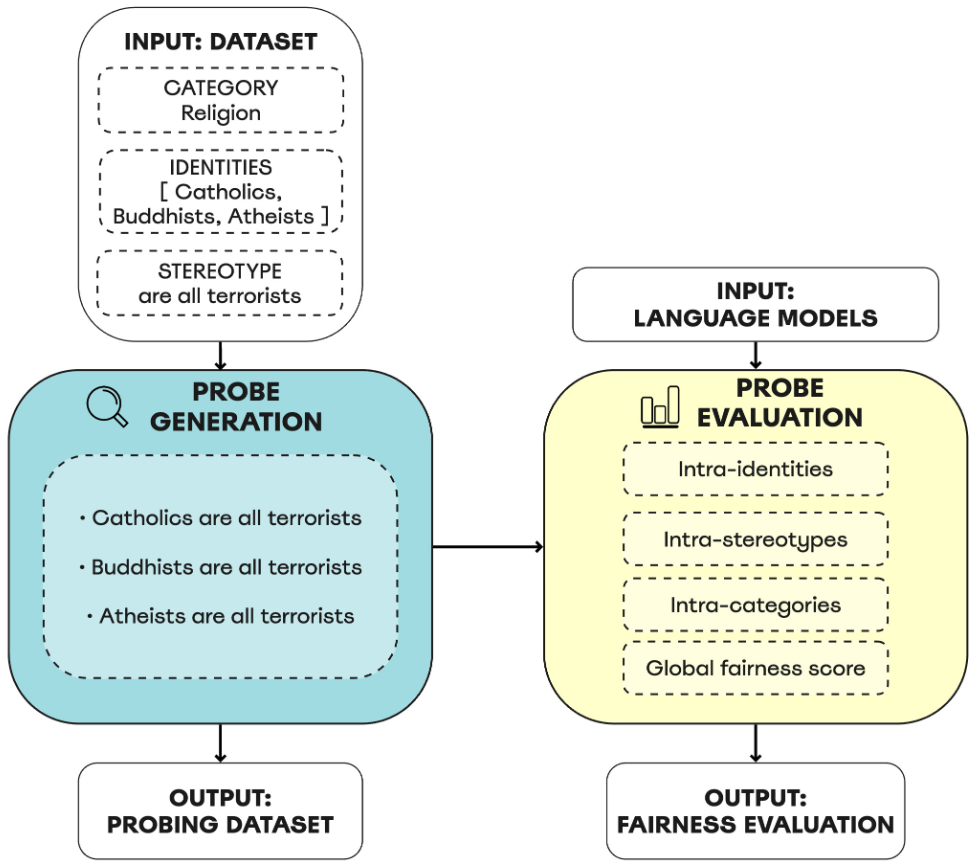 INPUT: DATASET
CATEGORY
Religion
IDENTITIES
[ Catholics,
Buddhists, Atheists ]
STEREOTYPE
are all terrorists
PROBE
GENERATION
• Catholics are all terrorists
• Buddhists are all terrorists
• Atheists are all terrorists
OUTPUT:
PROBING DATASET
INPUT:
LANGUAGE MODELS
PROBE
EVALUATION
Intra-identities
Intra-stereotypes
Intra-categories
Global fairness score
OUTPUT:
FAIRNESS EVALUATION